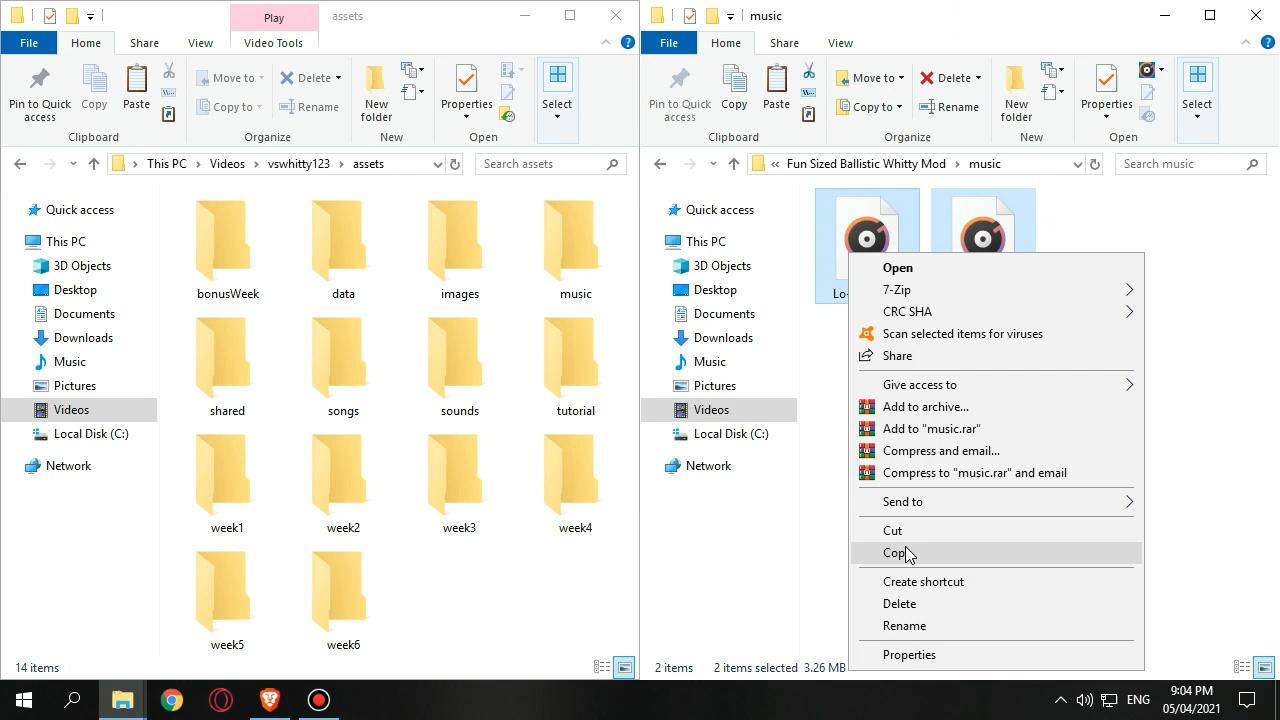 Play
assets
File
Home
Share
View
Video Tools
Pin to Quick access
Copy
Paste
Move to
Copy to
Delete
Rename
New folder
Properties
Select
Clipboard
Organize
New
Open
This PC
Videos
vswhitty123
assets
Search assets
Quick access
This PC
3D Objects
Desktop
Documents
Downloads
Music
Pictures
Videos
Local Disk (C:)
Network
bonusWeek
data
images
music
shared
songs
sounds
tutorial
week1
week2
week3
week4
week5
week6
14 items
music
File
Home
Share
View
Pin to Quick access
Copy
Paste
Move to
Copy to
Delete
Rename
New folder
Properties
Select
Clipboard
Organize
New
Open
« Fun Sized Ballistic Whitty Mod
music
Search music
Quick access
This PC
3D Objects
Desktop
Documents
Downloads
Music
Pictures
Videos
Local Disk (C:)
Network
Lo-
Open
7-Zip
CRC SHA
Scan selected items for viruses
Share
Give access to
Add to archive...
Add to "music.rar"
Compress and email...
Compress to "music.rar" and email
Send to
Cut
Copy
Create shortcut
Delete
Rename
Properties
2 items
2 items selected
3.26 MB
ENG
9:04 PM
05/04/2021